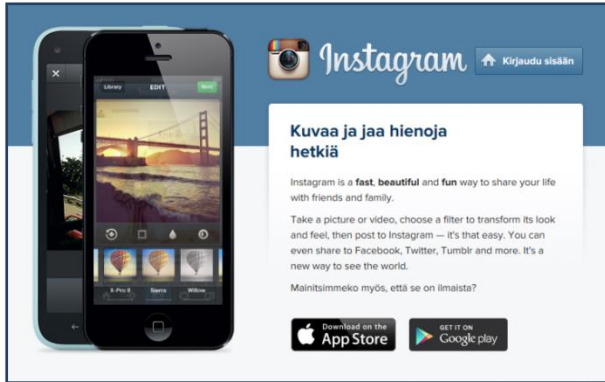 Instagram
Kirjaudu sisään
Library EDIT Next
Kuvaa ja jaa hienoja
hetkiä
Instagram is a fast, beautiful and fun way to share your life
with friends and family.
Take a picture or video, choose a filter to transform its look
and feel, then post to Instagram — it's that easy. You can
even share to Facebook, Twitter, Tumblr and more. It's a
new way to see the world.
Mainitsimmeko myös, että se on ilmaista?
X-Pro II Sierra Willow
Download on the
App Store
GET IT ON
Google play